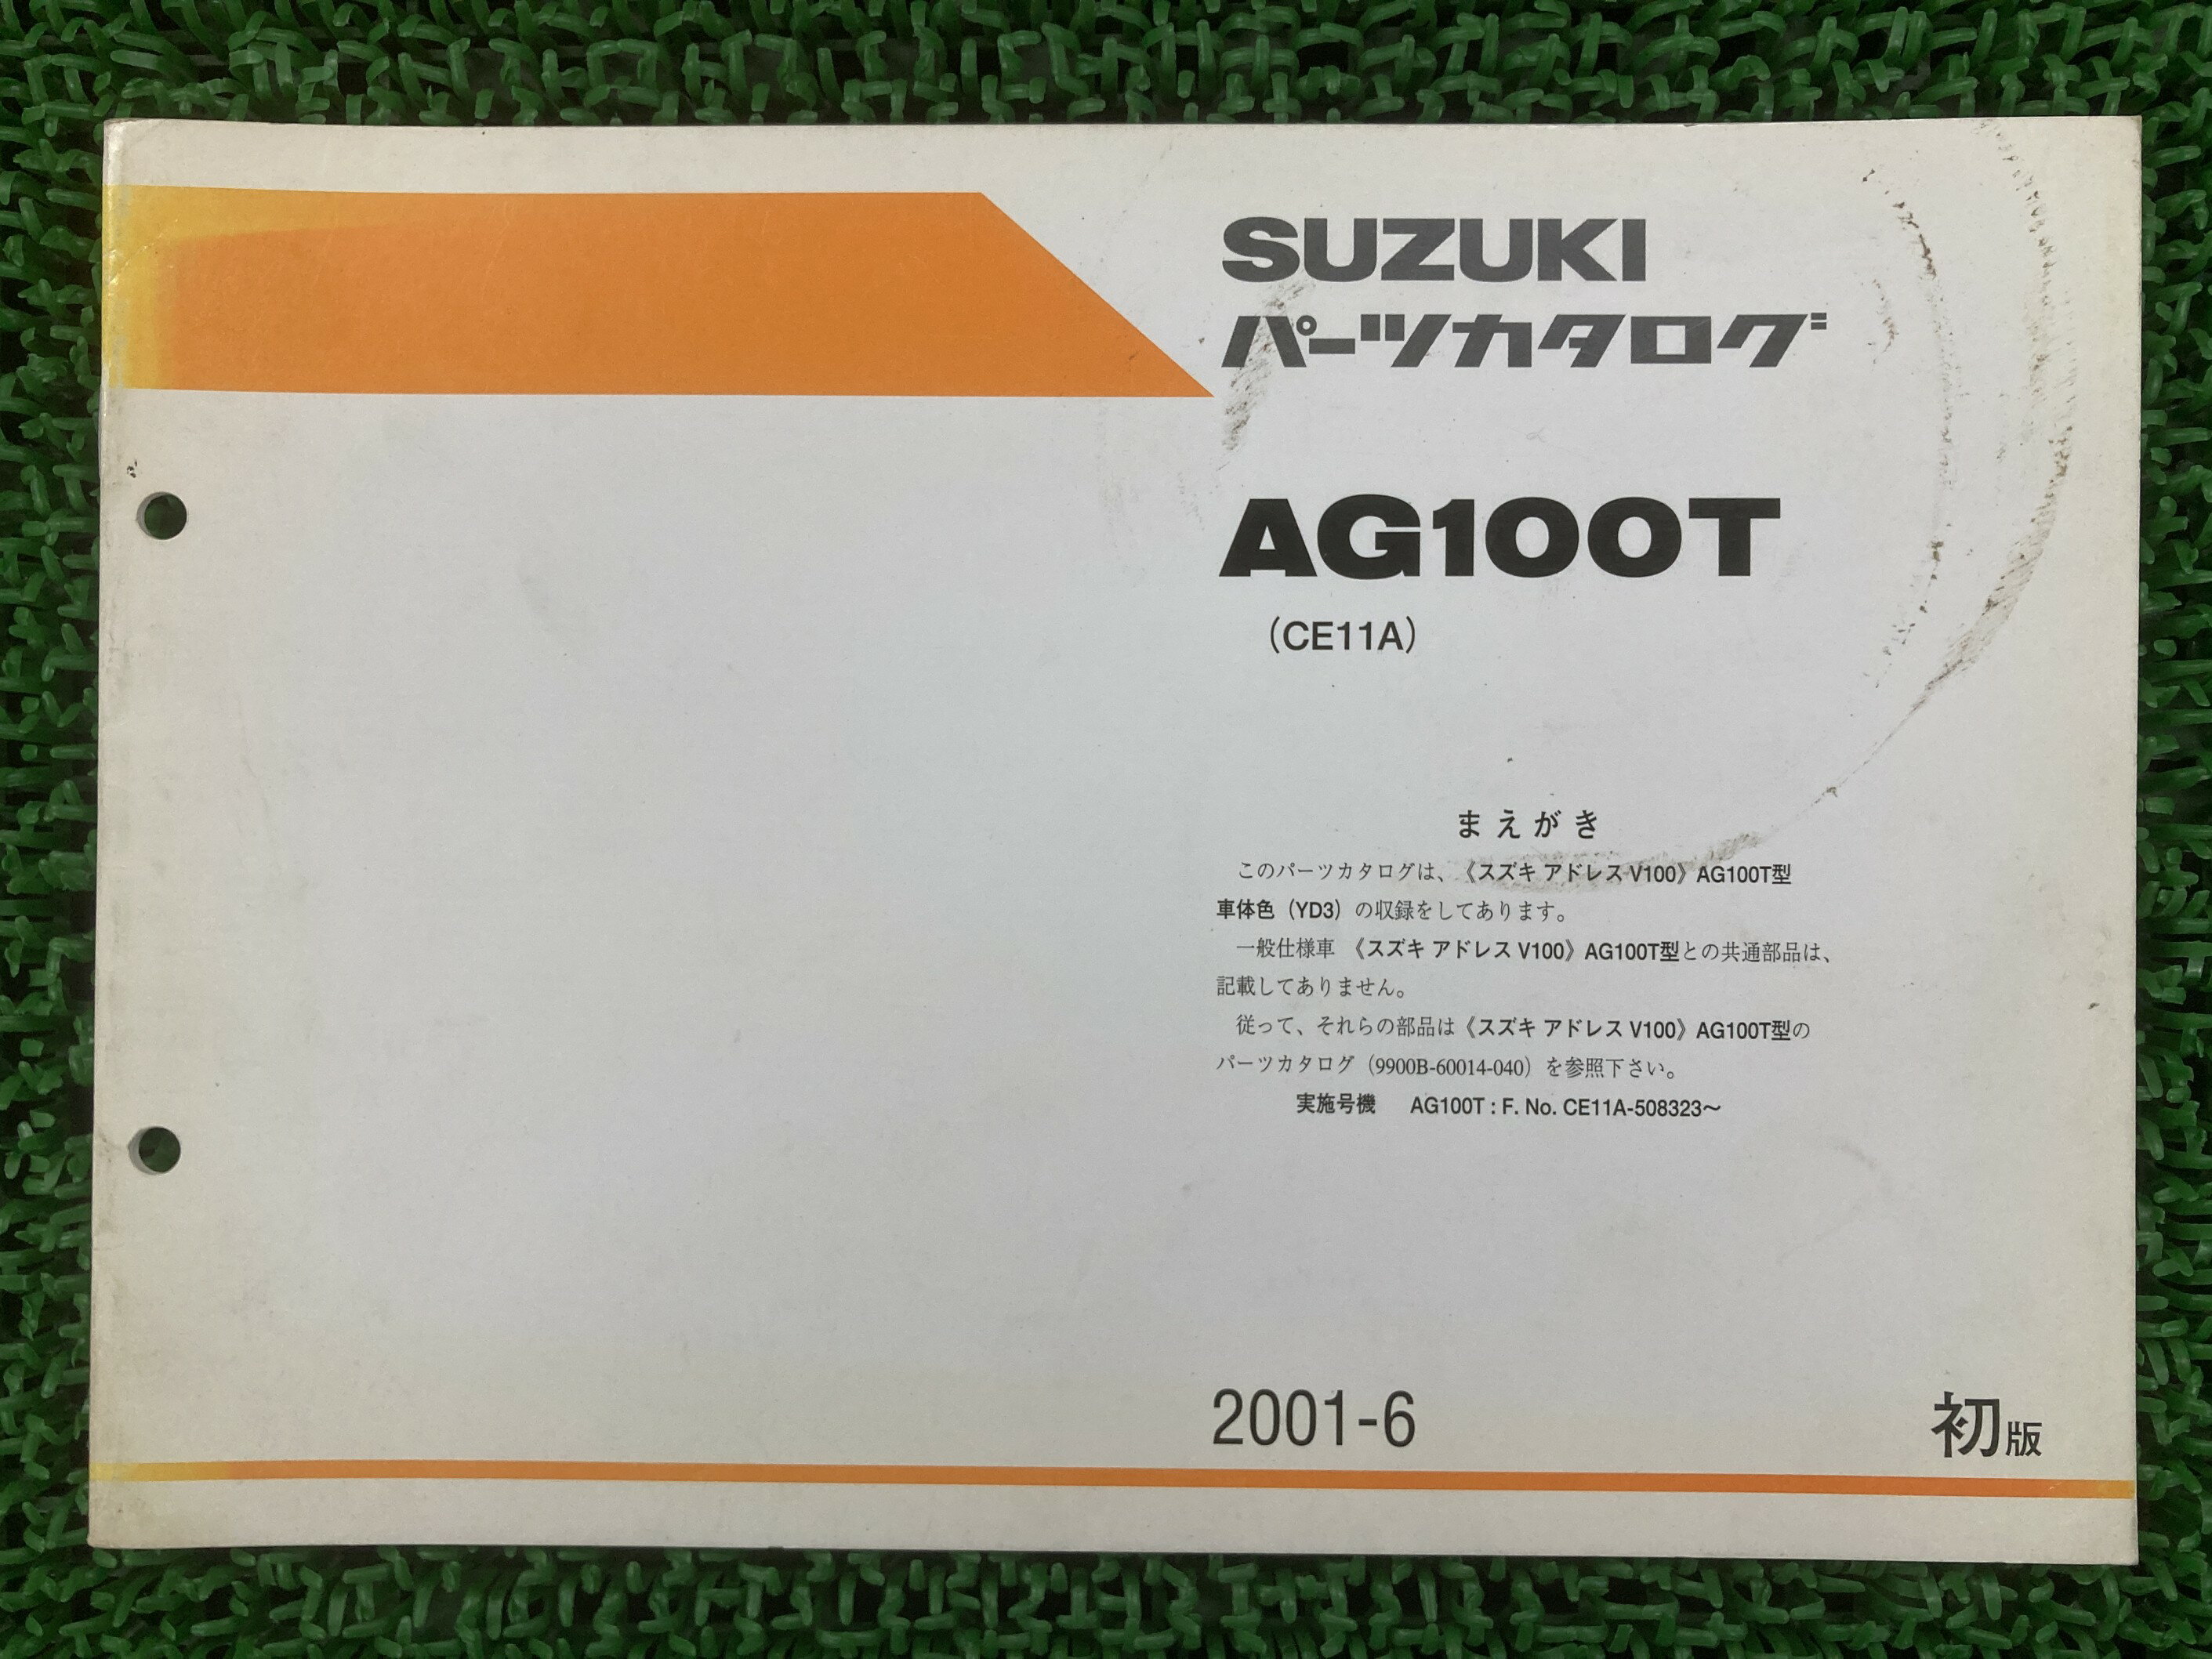 SUZUKI
パーツカタログ
AG100T
(CE11A)
まえがき
このパーツカタログは、《スズキ アドレス V100》AG100T型
車体色（YD3）の収録をしてあります。
一般仕様車 《スズキ アドレス V100》AG100T型との共通部品は、
記載してありません。
従って、それらの部品は《スズキ アドレス V100》AG100T型の
パーツカタログ（9900B-60014-040）を参照下さい。
実施号機 AG100T : F. No. CE11A-508323〜
2001-6
初版